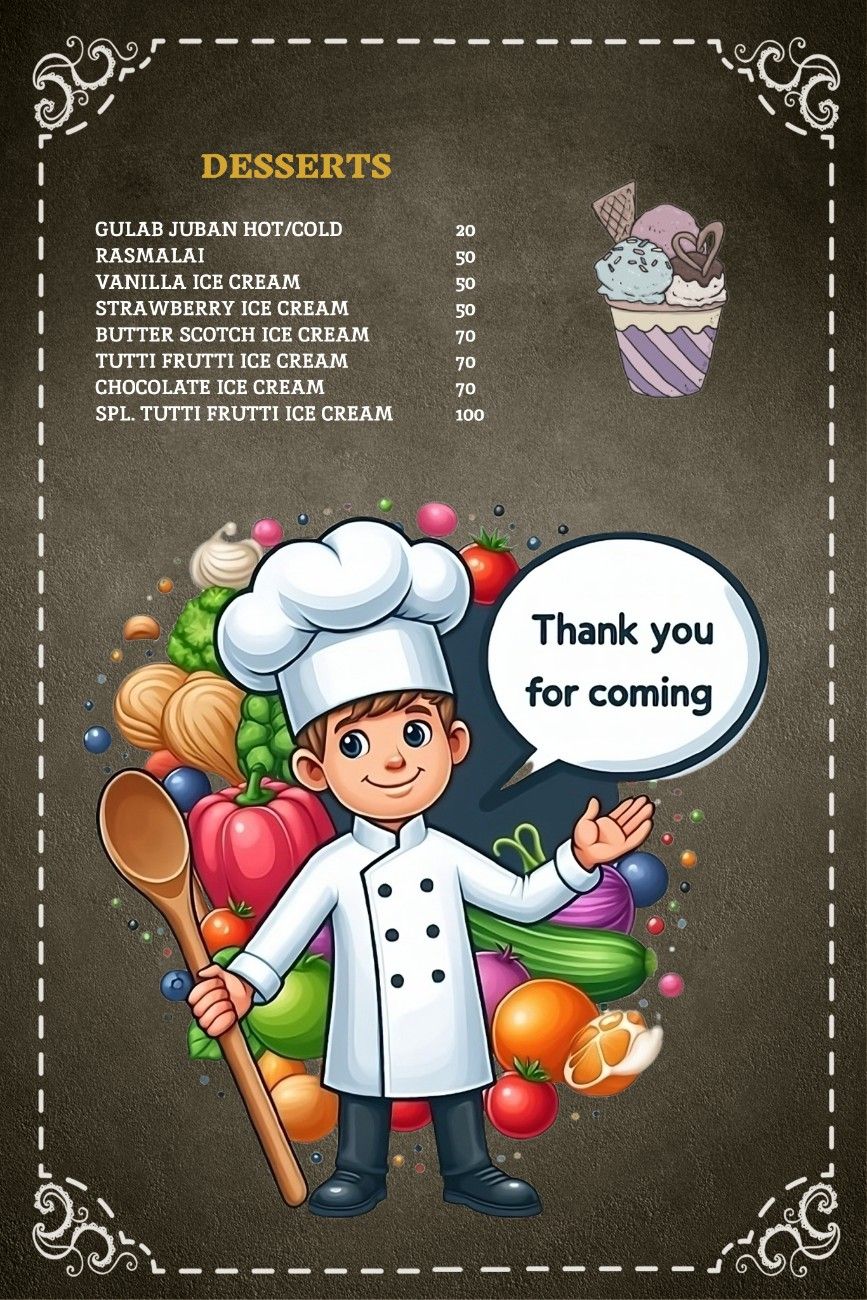 DESSERTS
GULAB JUBAN HOT/COLD 20
RASMALAI 50
VANILLA ICE CREAM 50
STRAWBERRY ICE CREAM 50
BUTTER SCOTCH ICE CREAM 70
TUTTI FRUTTI ICE CREAM 70
CHOCOLATE ICE CREAM 70
SPL. TUTTI FRUTTI ICE CREAM 100
Thank you
for coming